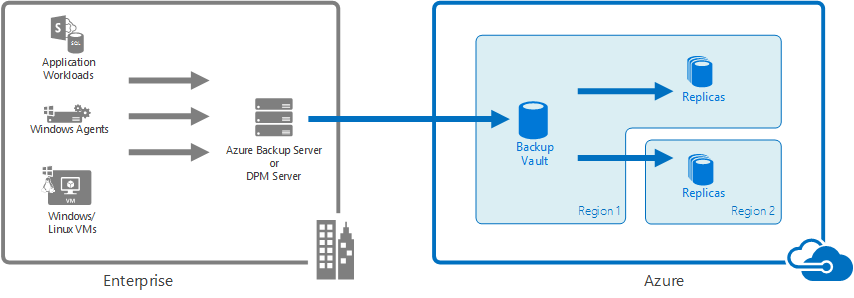 SQL
Application
Workloads
Windows Agents
VM
Windows/
Linux VMs
Azure Backup Server
or
DPM Server
Enterprise
Backup
Vault
Replicas
Region 1
Replicas
Region 2
Azure